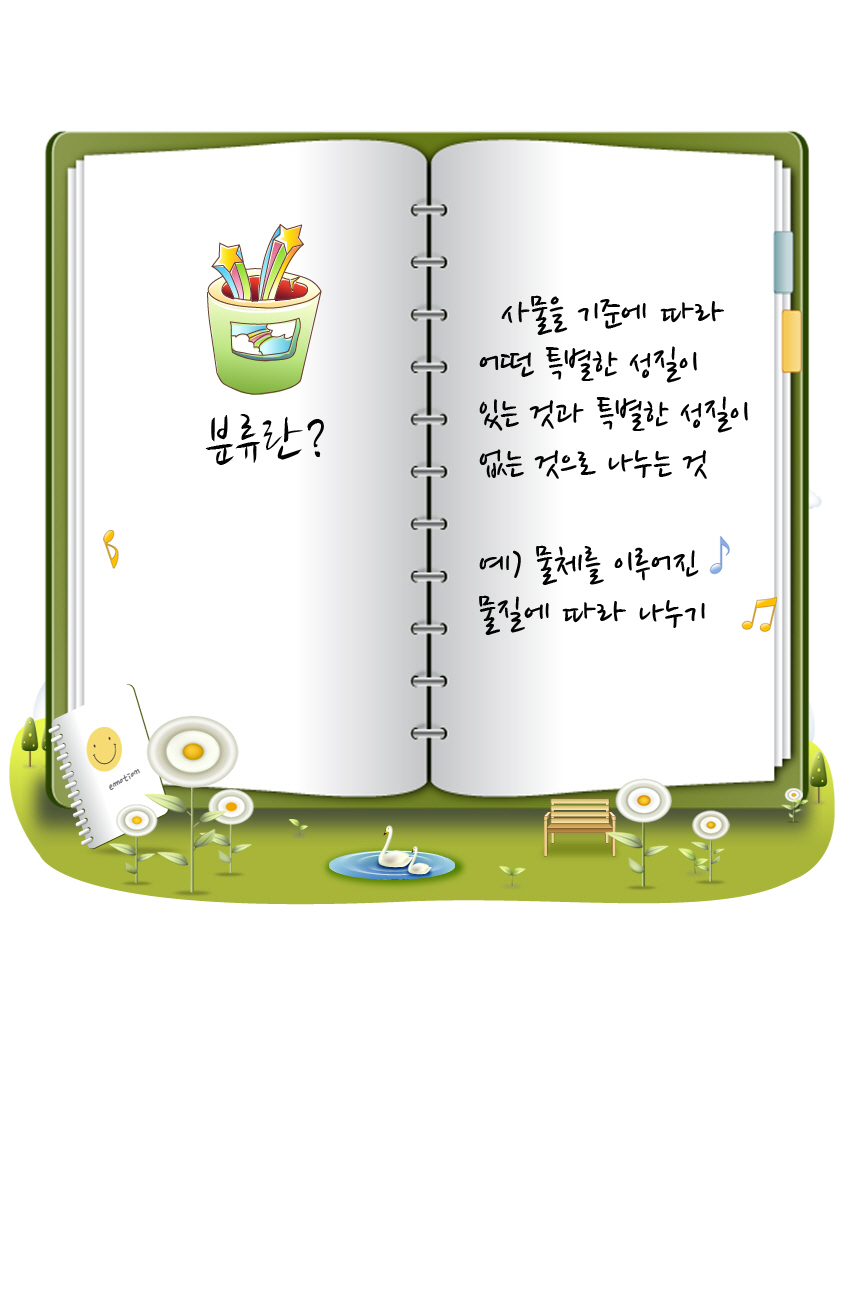 분류란?
사물을 기준에 따라
어떤 특별한 성질이
있는 것과 특별한 성질이
없는 것으로 나누는 것
예) 물체를 이루어진
물질에 따라 나누기
emotion